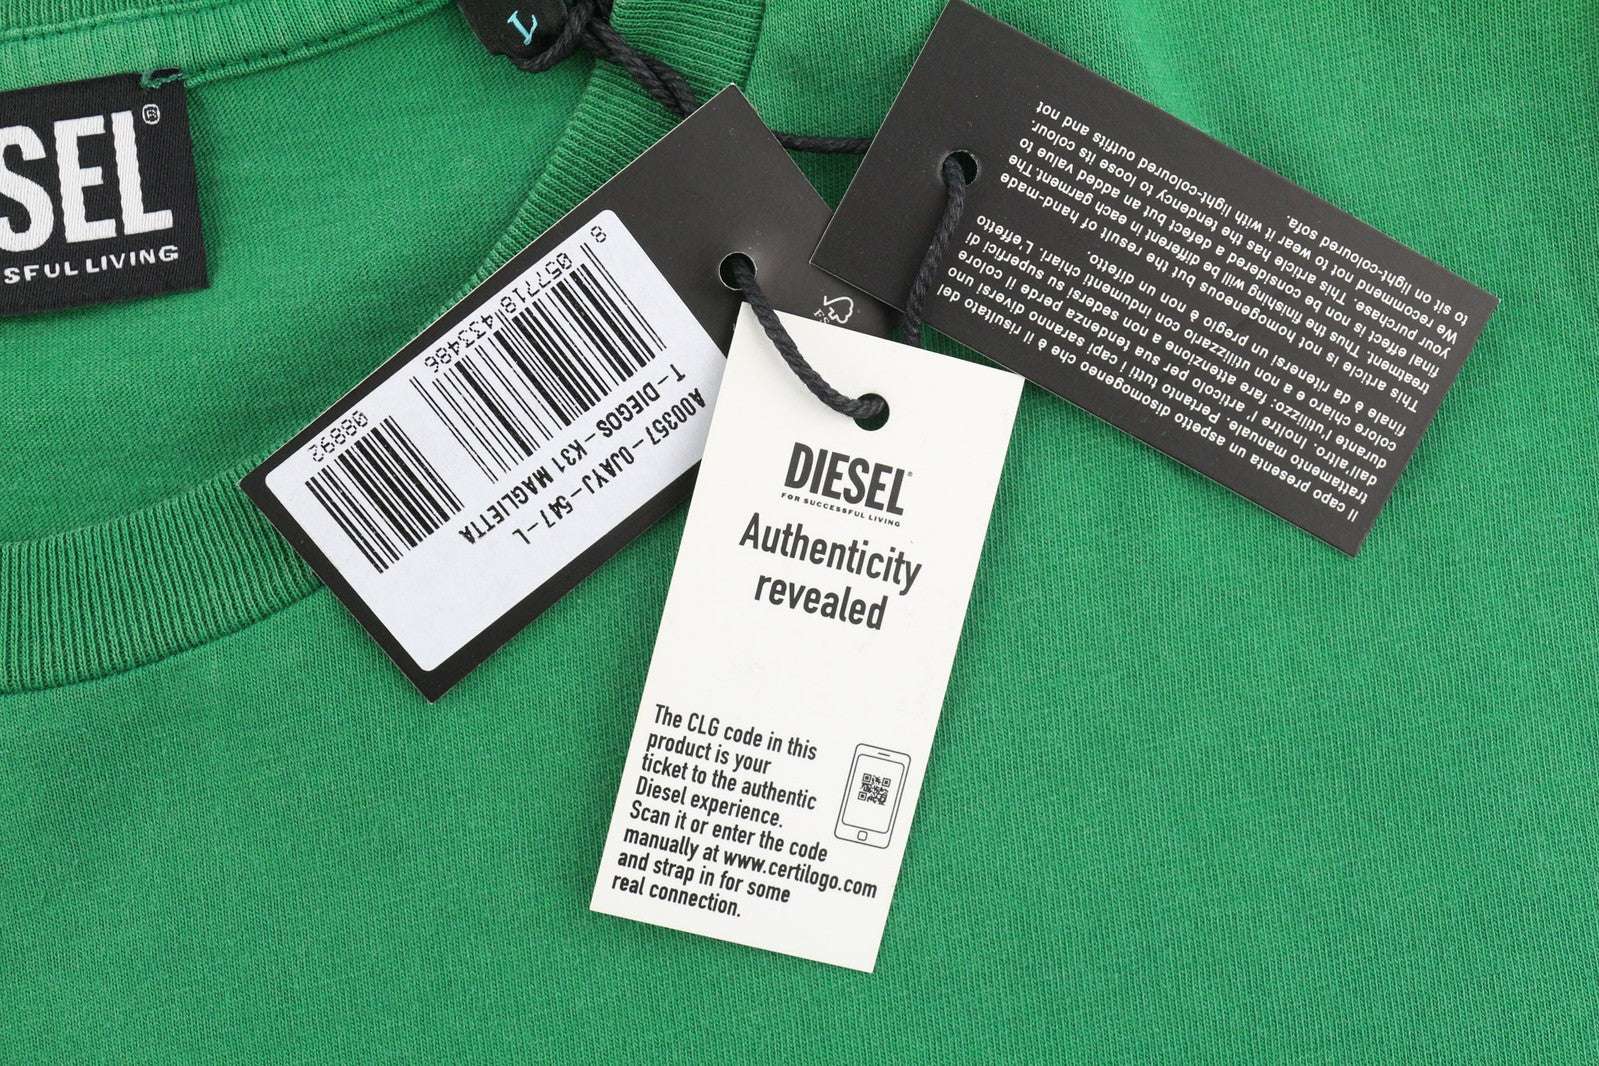 SEL®
SFUL LIVING
L
8 057718 433486
08892
A00357-0JAYJ-547-L
T-DIEGOS-K31 MAGLIETTA
DIESEL®
FOR SUCCESSFUL LIVING
Authenticity
revealed
The CLG code in this
product is your
ticket to the authentic
Diesel experience.
Scan it or enter the code
manually at www.certilogo.com
and strap in for some
real connection.
Il capo presenta un aspetto disomogeneo che è il risultato del
trattamento manuale. Pertanto tutti i capi saranno diversi uno
dall'altro. Inoltre l' articolo per sua tendenza perde il colore
durante l'utilizzo: fare attenzione a non sedersi su superfici di
colore chiaro e a non utilizzarlo con indumenti chiari. L'effetto
finale è da ritenersi un pregio è non un difetto.
This article is not homogeneous but the result of hand-made
treatment. Thus the finishing will be different in each garment.The
final effect is non be considered a defect but an added value to
your purchase. This article has the tendency to loose its colour.
We recommend not to wear it with light-coloured outfits and not
to sit on light-coloured sofa.